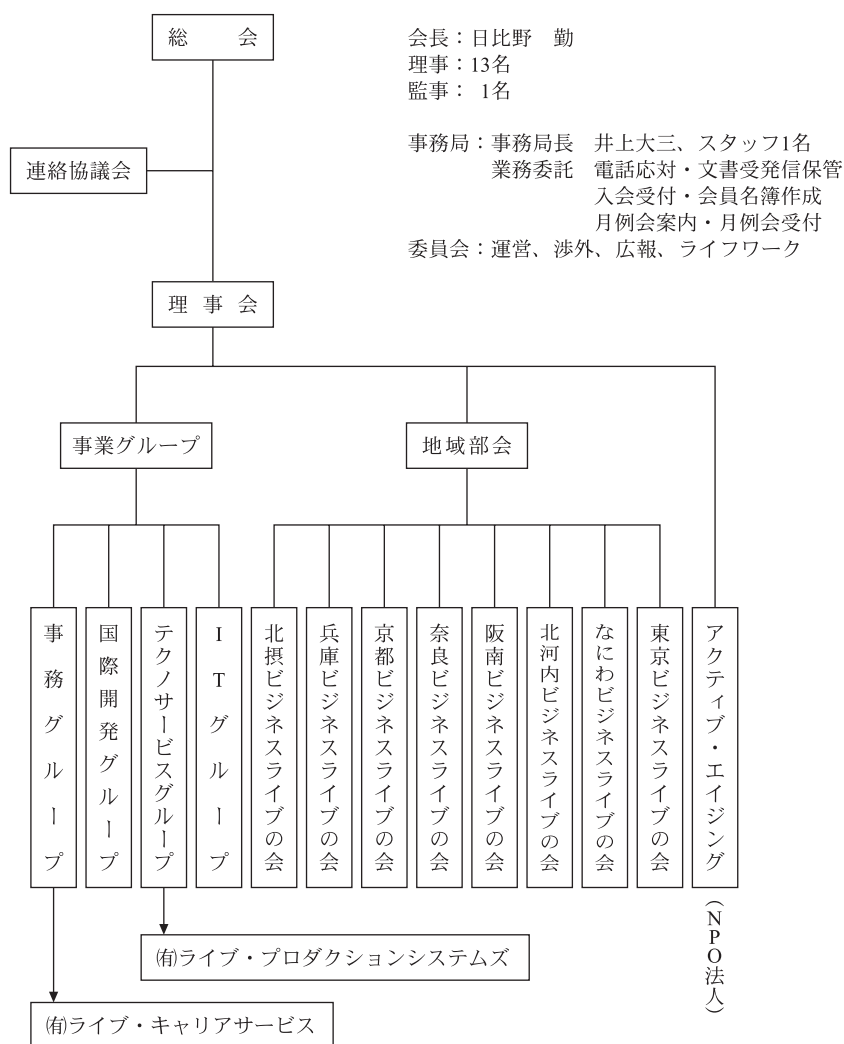 総　会
会長：日比野　勤
理事：13名
監事： 1名
連絡協議会
事務局：事務局長　井上大三、スタッフ1名
業務委託　電話応対・文書受発信保管
入会受付・会員名簿作成
月例会案内・月例会受付
委員会：運営、渉外、広報、ライフワーク
理事会
事業グループ
地域部会
事務グループ
国際開発グループ
テクノサービスグループ
ITグループ
北摂ビジネスライブの会
兵庫ビジネスライブの会
京都ビジネスライブの会
奈良ビジネスライブの会
阪南ビジネスライブの会
北河内ビジネスライブの会
なにわビジネスライブの会
東京ビジネスライブの会
アクティブ・エイジング
（NPO法人）
㈲ライブ・プロダクションシステムズ
㈲ライブ・キャリアサービス